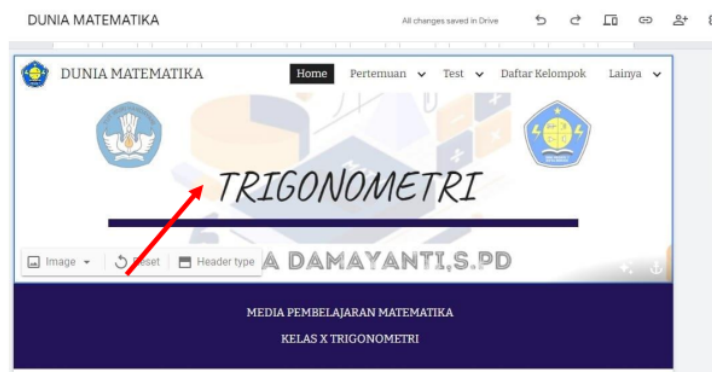 DUNIA MATEMATIKA All changes saved in Drive
DUNIA MATEMATIKA Home Pertemuan Test Daftar Kelompok Lainya
TRIGONOMETRI
Image Reset Header type A DAMAYANTI,S.PD
MEDIA PEMBELAJARAN MATEMATIKA
KELAS X TRIGONOMETRI